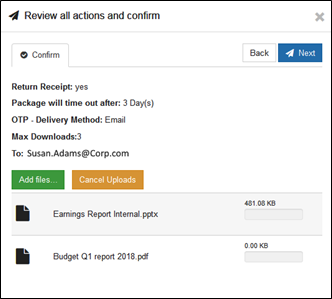 Review all actions and confirm
Confirm
Back
Next
Return Receipt: yes
Package will time out after: 3 Day(s)
OTP - Delivery Method: Email
Max Downloads:3
To: Susan.Adams@Corp.com
Add files...
Cancel Uploads
Earnings Report Internal.pptx
481.08 KB
Budget Q1 report 2018.pdf
0.00 KB